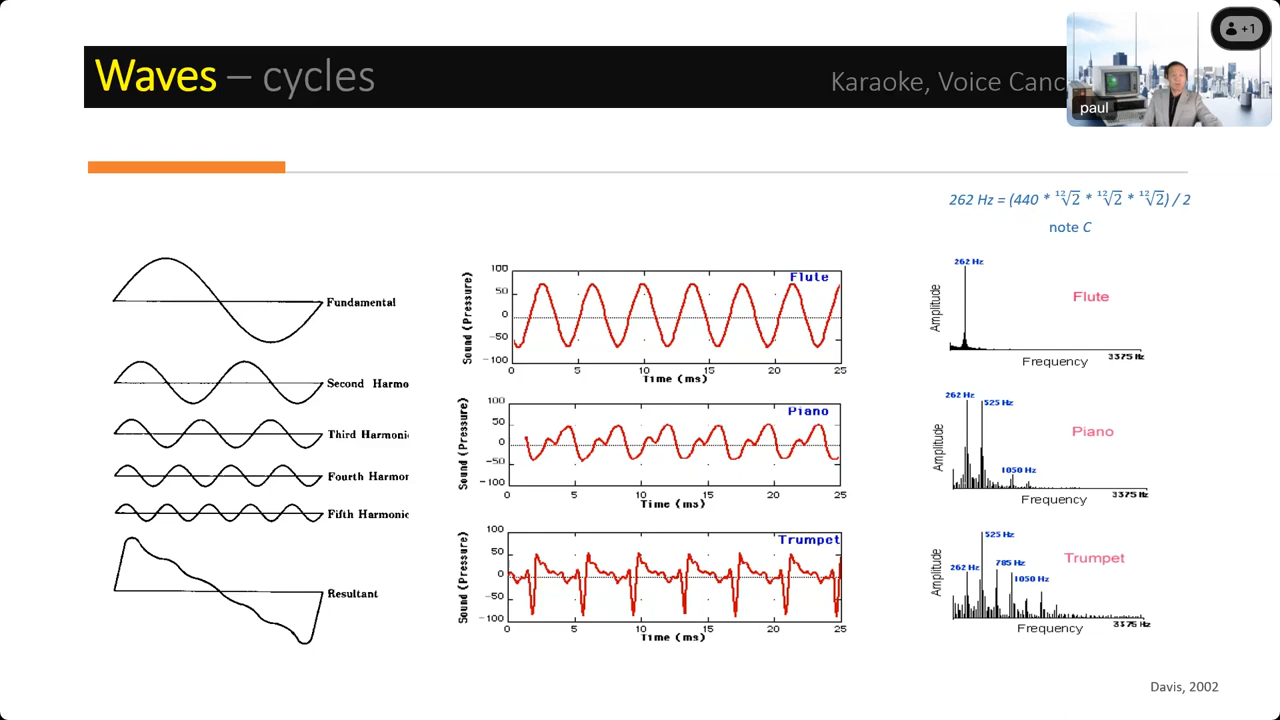 Waves – cycles
Karaoke, Voice Canc
+1
paul
262 Hz = (440 * ¹²√2 * ¹²√2 * ¹²√2) / 2
note C
Fundamental
Second Harmo
Third Harmoni
Fourth Harmor
Fifth Harmonic
Resultant
Sound (Pressure)
100
50
0
-50
-100
Flute
0
5
10
15
20
25
Time (ms)
Sound (Pressure)
100
50
0
-50
-100
Piano
0
5
10
15
20
25
Time (ms)
Sound (Pressure)
100
50
0
-50
-100
Trumpet
0
5
10
15
20
25
Time (ms)
262 Hz
Flute
Amplitude
Frequency
3375 Hz
262 Hz
525 Hz
Piano
1050 Hz
Amplitude
Frequency
3375 Hz
525 Hz
262 Hz
785 Hz
1050 Hz
Trumpet
Amplitude
Frequency
3375 Hz
Davis, 2002